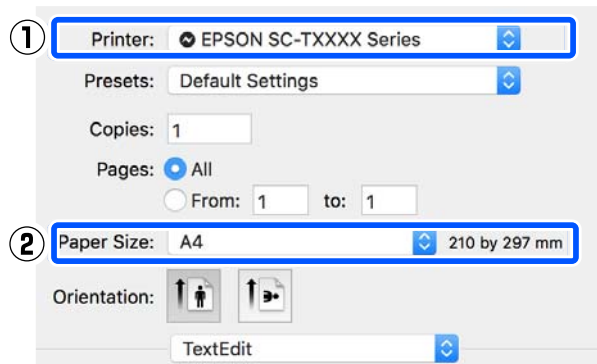 ① Printer: EPSON SC-TXXXX Series
Presets: Default Settings
Copies: 1
Pages: All
From: 1 to: 1
② Paper Size: A4 210 by 297 mm
Orientation:
TextEdit